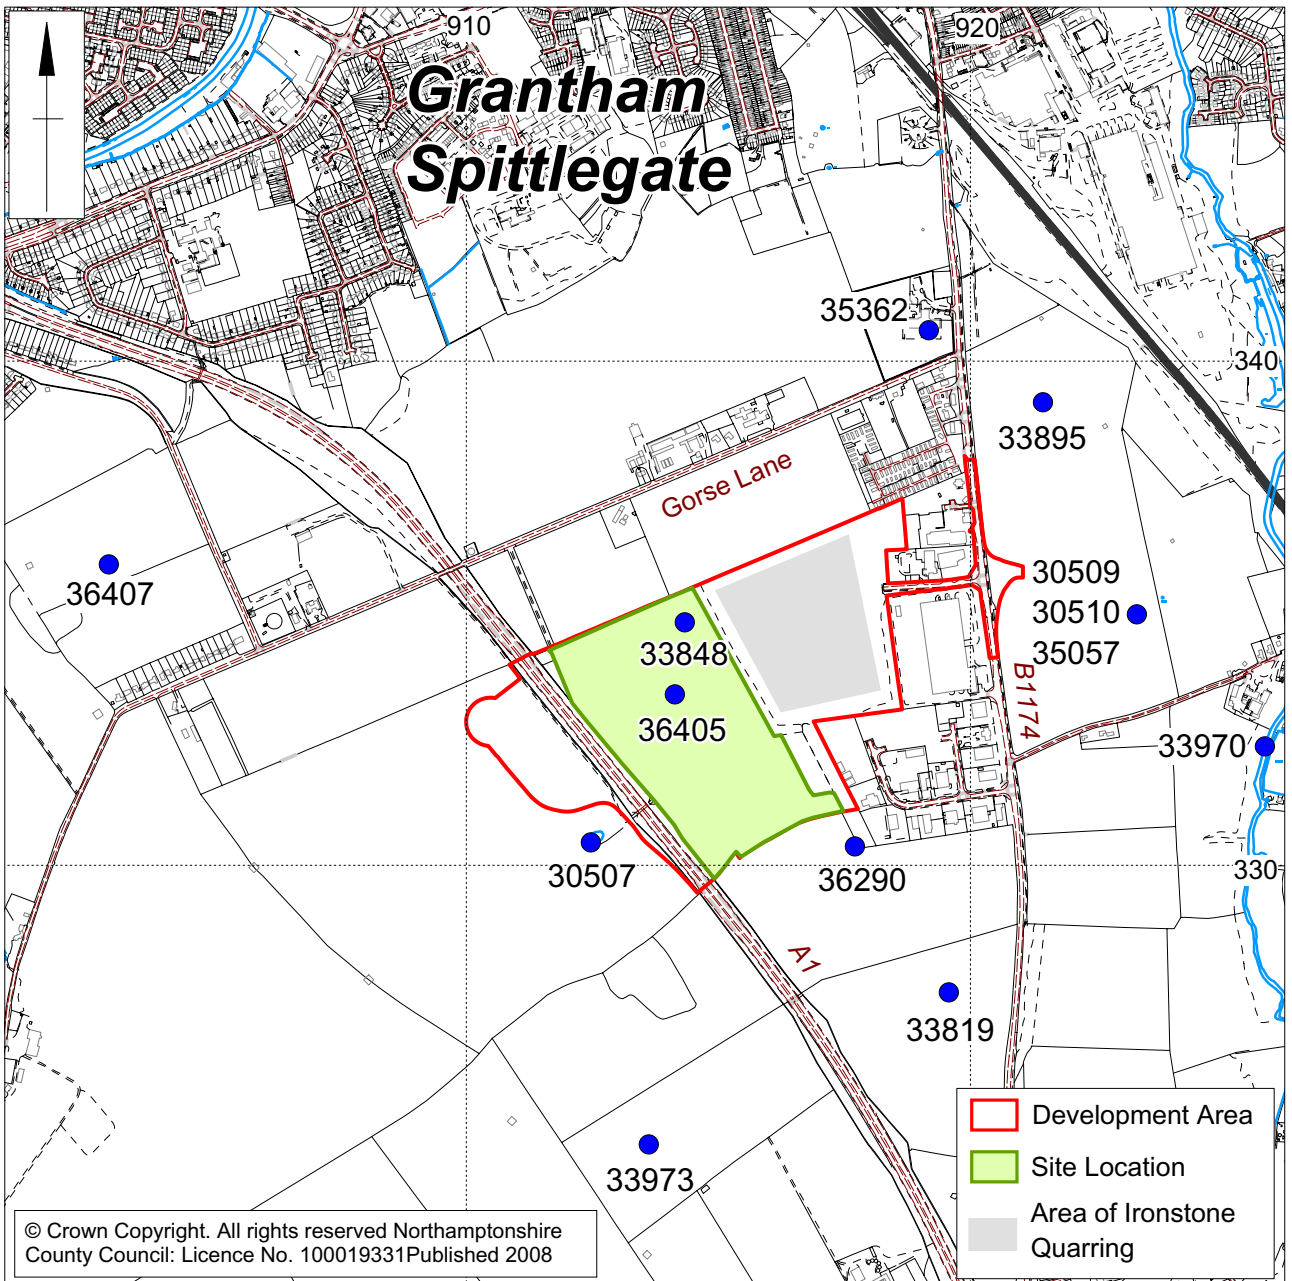 910
920
Grantham
Spittlegate
35362
340
33895
Gorse Lane
36407
30509
30510
35057
33848
36405
B1174
33970
30507
36290
330
A1
33819
33973
Development Area
Site Location
Area of Ironstone
Quarring
© Crown Copyright. All rights reserved Northamptonshire
County Council: Licence No. 100019331Published 2008